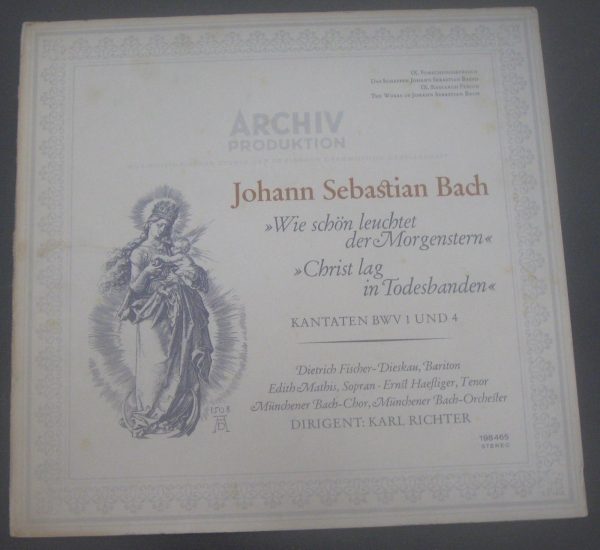 IX. Forschungsbereich
Das Schaffen Johann Sebastian Bachs
IX. Research Period
The Works of Johann Sebastian Bach
ARCHIV
PRODUKTION
Johann Sebastian Bach
»Wie schön leuchtet
der Morgenstern«
»Christ lag
in Todesbanden«
KANTATEN BWV 1 UND 4
Dietrich Fischer-Dieskau, Bariton
Edith Mathis, Sopran · Ernst Haefliger, Tenor
Münchener Bach-Chor, Münchener Bach-Orchester
DIRIGENT: KARL RICHTER
1508
AD
198465
STEREO